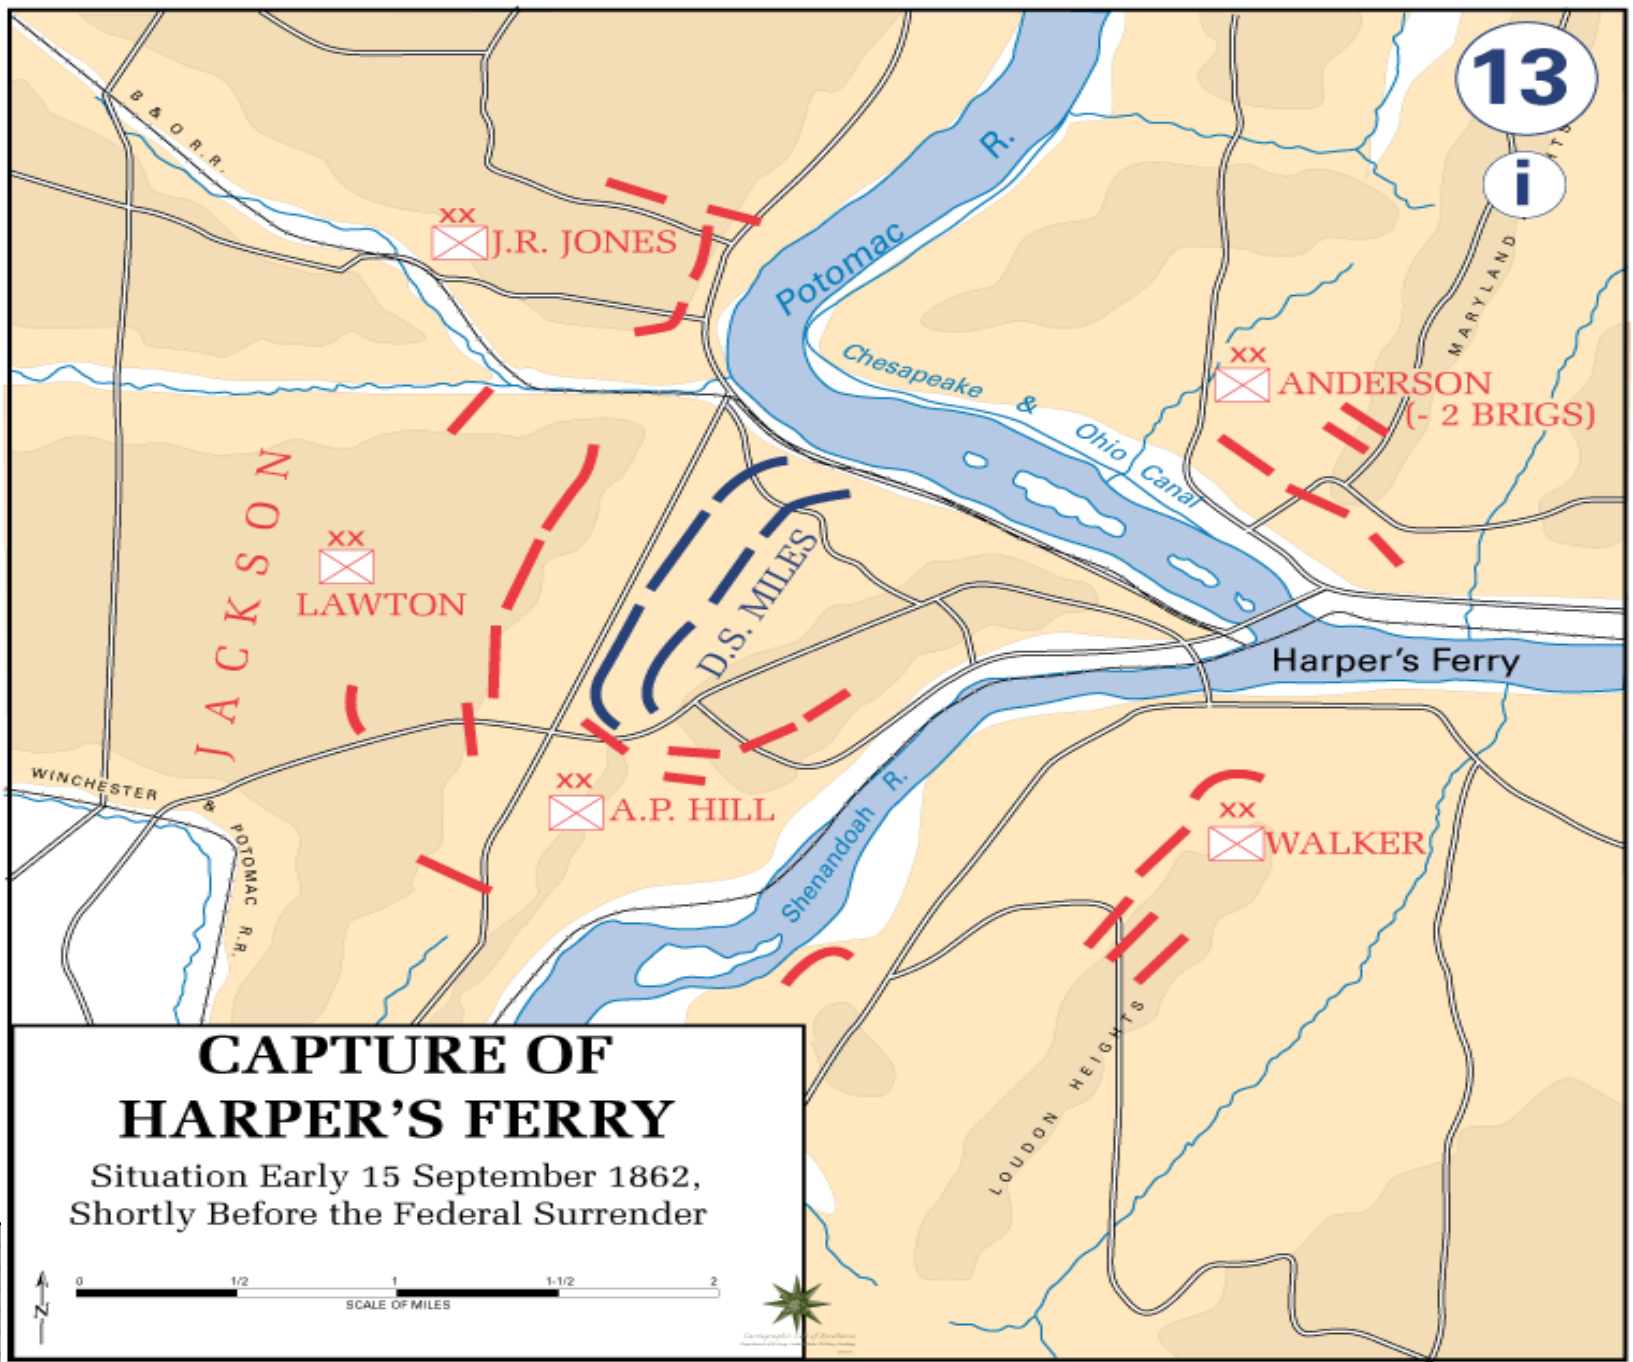 13
i
B & O R.R.
Potomac R.
MARYLAND
HTS
XX
J.R. JONES
Chesapeake & Ohio Canal
XX
ANDERSON
(- 2 BRIGS)
JACKSON
XX
LAWTON
D.S. MILES
Harper's Ferry
WINCHESTER & POTOMAC R.R.
XX
A.P. HILL
Shenandoah R.
XX
WALKER
LOUDON HEIGHTS
CAPTURE OF
HARPER'S FERRY
Situation Early 15 September 1862,
Shortly Before the Federal Surrender
0 1/2 1 1-1/2 2
SCALE OF MILES
N